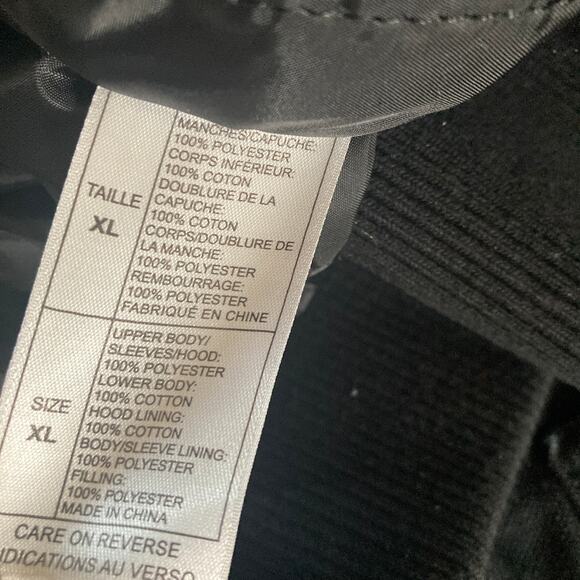 TAILLE
XL
MANCHES/CAPUCHE:
100% POLYESTER
CORPS INFÉRIEUR:
100% COTON
DOUBLURE DE LA
CAPUCHE:
100% COTON
CORPS/DOUBLURE DE
LA MANCHE:
100% POLYESTER
REMBOURRAGE:
100% POLYESTER
FABRIQUÉ EN CHINE
SIZE
XL
UPPER BODY/
SLEEVES/HOOD:
100% POLYESTER
LOWER BODY:
100% COTTON
HOOD LINING:
100% COTTON
BODY/SLEEVE LINING:
100% POLYESTER
FILLING:
100% POLYESTER
MADE IN CHINA
CARE ON REVERSE
NDICATIONS AU VERSO